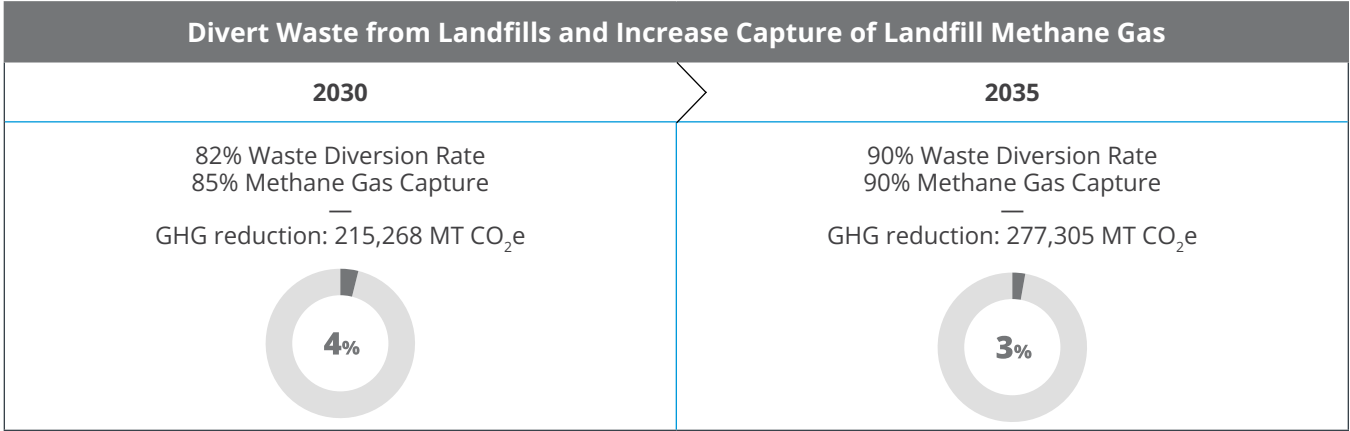 Divert Waste from Landfills and Increase Capture of Landfill Methane Gas
2030
2035
82% Waste Diversion Rate
85% Methane Gas Capture
—
GHG reduction: 215,268 MT CO₂e
4%
90% Waste Diversion Rate
90% Methane Gas Capture
—
GHG reduction: 277,305 MT CO₂e
3%